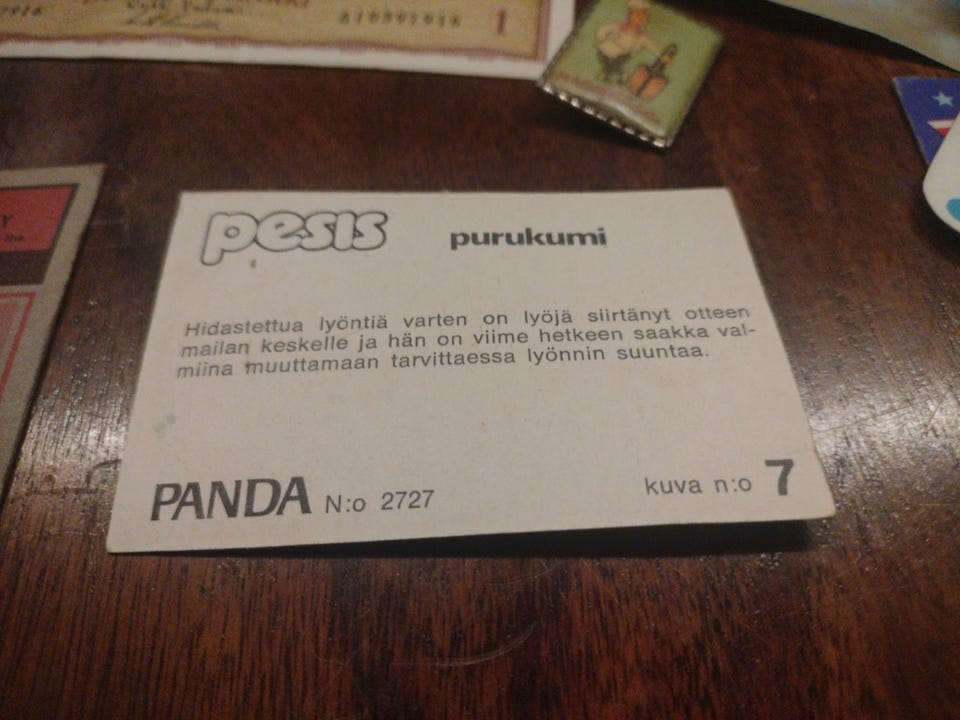 1
pesis purukumi
Hidastettua lyöntiä varten on lyöjä siirtänyt otteen
mailan keskelle ja hän on viime hetkeen saakka val-
miina muuttamaan tarvittaessa lyönnin suuntaa.
PANDA N:o 2727 kuva n:o 7